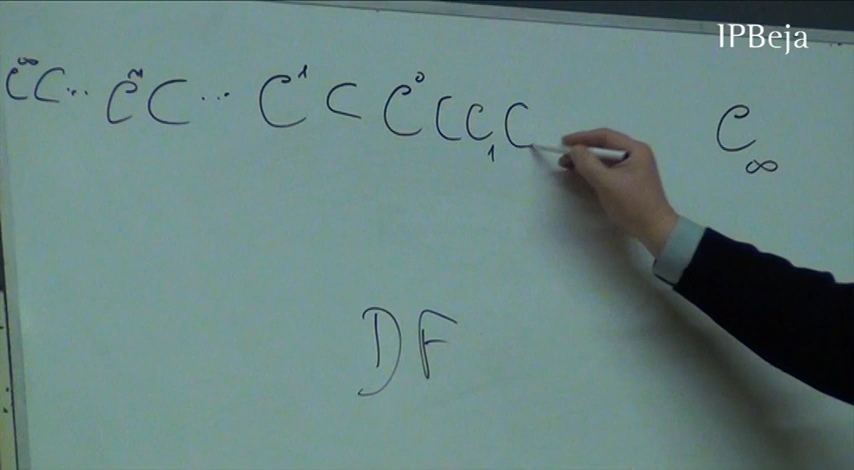 IPBeja
C^∞ ⊂ ... C^n ⊂ ... C^1 ⊂ C^0 ⊂ C_1 ⊂ C_∞
DF